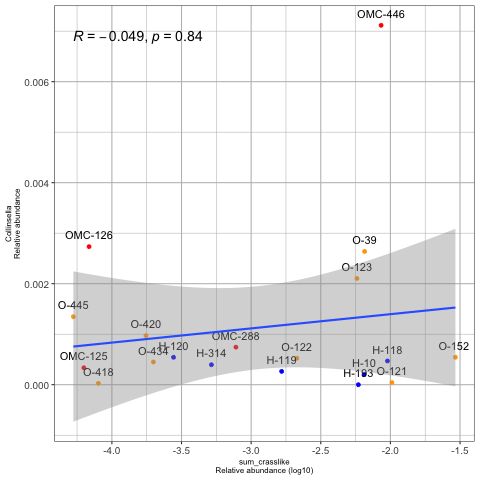 OMC-446
R = −0.049, p = 0.84
0.006
0.004
OMC-126
O-39
O-123
0.002
O-445
O-420
OMC-288
H-120
O-434
H-314
O-122
O-152
OMC-125
H-119
H-118
H-10
O-418
H-193
O-121
0.000
Collinsella
Relative abundance
-4.0 -3.5 -3.0 -2.5 -2.0 -1.5
sum_crasslike
Relative abundance (log10)